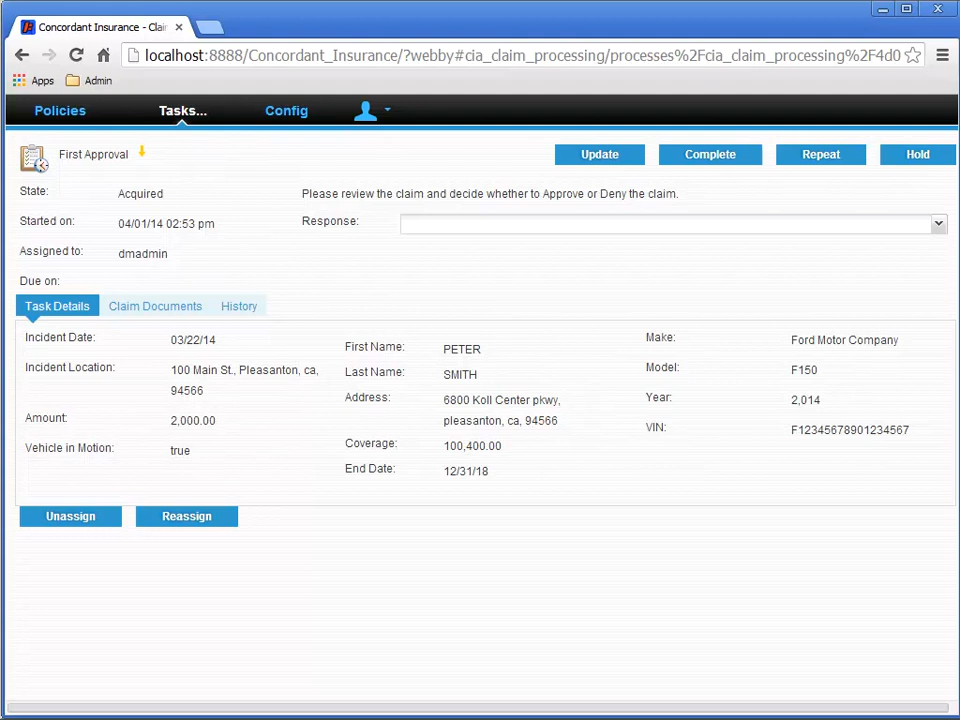 Concordant Insurance - Clai
localhost:8888/Concordant_Insurance/?webby#cia_claim_processing/processes%2Fcia_claim_processing%2F4d0
Apps Admin
Policies Tasks... Config
First Approval Update Complete Repeat Hold
State: Acquired Please review the claim and decide whether to Approve or Deny the claim.
Started on: 04/01/14 02:53 pm Response:
Assigned to: dmadmin
Due on:
Task Details Claim Documents History
Incident Date: 03/22/14 First Name: PETER Make: Ford Motor Company
Incident Location: 100 Main St., Pleasanton, ca, Last Name: SMITH Model: F150
94566 Address: 6800 Koll Center pkwy, Year: 2,014
Amount: 2,000.00 pleasanton, ca, 94566 VIN: F12345678901234567
Vehicle in Motion: true Coverage: 100,400.00
End Date: 12/31/18
Unassign Reassign